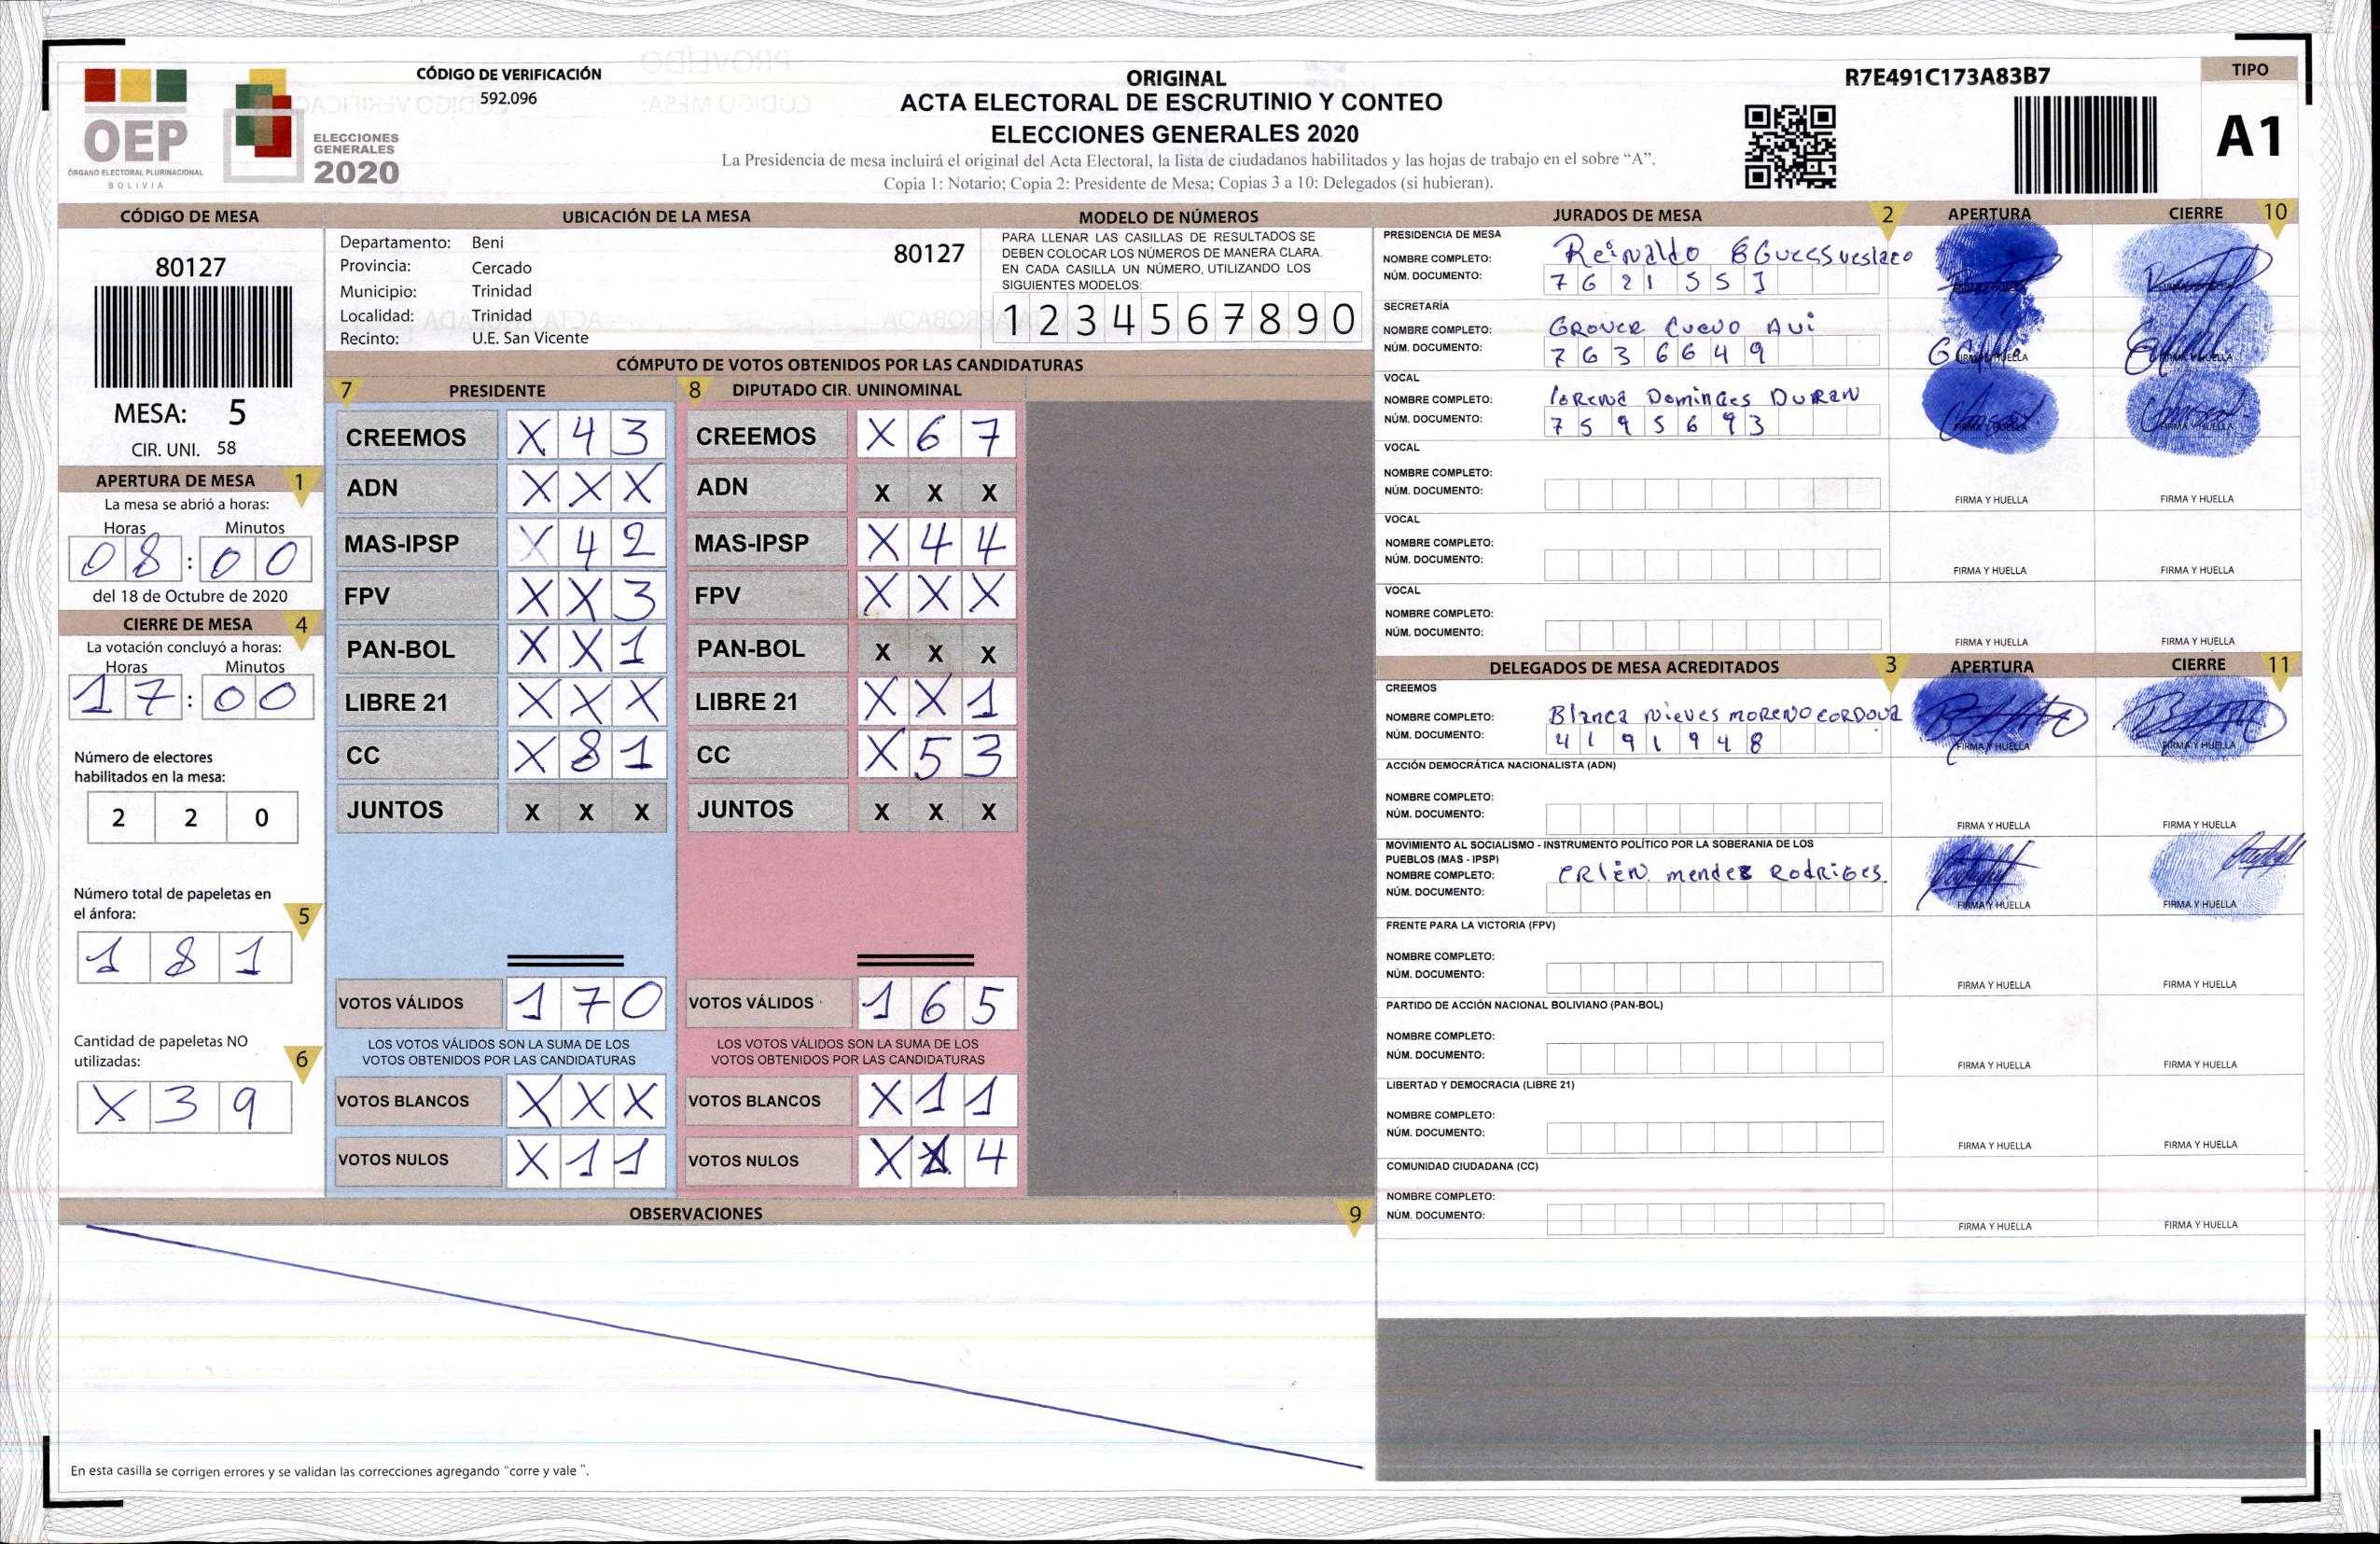 CÓDIGO DE VERIFICACIÓN
592.096
ORIGINAL
ACTA ELECTORAL DE ESCRUTINIO Y CONTEO
ELECCIONES GENERALES 2020
La Presidencia de mesa incluirá el original del Acta Electoral, la lista de ciudadanos habilitados y las hojas de trabajo en el sobre “A”.
Copia 1: Notario; Copia 2: Presidente de Mesa; Copias 3 a 10: Delegados (si hubieran).
R7E491C173A83B7
TIPO
A1
OEP
ÓRGANO ELECTORAL PLURINACIONAL
BOLIVIA
ELECCIONES
GENERALES
2020
CÓDIGO DE MESA
80127
MESA: 5
CIR. UNI. 58
APERTURA DE MESA 1
La mesa se abrió a horas:
Horas Minutos
08 : 00
del 18 de Octubre de 2020
CIERRE DE MESA 4
La votación concluyó a horas:
Horas Minutos
17 : 00
Número de electores
habilitados en la mesa:
2 2 0
Número total de papeletas en
el ánfora: 5
1 8 1
Cantidad de papeletas NO
utilizadas: 6
X 3 9
UBICACIÓN DE LA MESA
Departamento: Beni 80127
Provincia: Cercado
Municipio: Trinidad
Localidad: Trinidad
Recinto: U.E. San Vicente
MODELO DE NÚMEROS
PARA LLENAR LAS CASILLAS DE RESULTADOS SE
DEBEN COLOCAR LOS NÚMEROS DE MANERA CLARA.
EN CADA CASILLA UN NÚMERO, UTILIZANDO LOS
SIGUIENTES MODELOS:
1 2 3 4 5 6 7 8 9 0
CÓMPUTO DE VOTOS OBTENIDOS POR LAS CANDIDATURAS
7 PRESIDENTE
CREEMOS X 4 3
ADN X X X
MAS-IPSP X 4 2
FPV X X 3
PAN-BOL X X 1
LIBRE 21 X X X
CC X 8 1
JUNTOS X X X
VOTOS VÁLIDOS 1 7 0
LOS VOTOS VÁLIDOS SON LA SUMA DE LOS
VOTOS OBTENIDOS POR LAS CANDIDATURAS
VOTOS BLANCOS X X X
VOTOS NULOS X 1 1
8 DIPUTADO CIR. UNINOMINAL
CREEMOS X 6 7
ADN X X X
MAS-IPSP X 4 4
FPV X X X
PAN-BOL X X X
LIBRE 21 X X 1
CC X 5 3
JUNTOS X X X
VOTOS VÁLIDOS 1 6 5
LOS VOTOS VÁLIDOS SON LA SUMA DE LOS
VOTOS OBTENIDOS POR LAS CANDIDATURAS
VOTOS BLANCOS X 1 1
VOTOS NULOS X X 4
OBSERVACIONES 9
En esta casilla se corrigen errores y se validan las correcciones agregando “corre y vale ”.
JURADOS DE MESA 2 APERTURA CIERRE 10
PRESIDENCIA DE MESA
NOMBRE COMPLETO: Reinaldo
NÚM. DOCUMENTO: 7 6 2 1 5 5 3
FIRMA Y HUELLA FIRMA Y HUELLA
SECRETARÍA
NOMBRE COMPLETO: GROVER CUEVO AVI
NÚM. DOCUMENTO: 7 6 3 6 6 4 9
FIRMA Y HUELLA FIRMA Y HUELLA
VOCAL
NOMBRE COMPLETO: lORENA Domingues DURAN
NÚM. DOCUMENTO: 7 5 9 5 6 9 3
FIRMA Y HUELLA FIRMA Y HUELLA
VOCAL
NOMBRE COMPLETO:
NÚM. DOCUMENTO:
FIRMA Y HUELLA FIRMA Y HUELLA
VOCAL
NOMBRE COMPLETO:
NÚM. DOCUMENTO:
FIRMA Y HUELLA FIRMA Y HUELLA
VOCAL
NOMBRE COMPLETO:
NÚM. DOCUMENTO:
FIRMA Y HUELLA FIRMA Y HUELLA
DELEGADOS DE MESA ACREDITADOS 3 APERTURA CIERRE 11
CREEMOS
NOMBRE COMPLETO: Blanca Nieves MORENO CORDOVA
NÚM. DOCUMENTO: 4 1 9 1 9 4 8
FIRMA Y HUELLA FIRMA Y HUELLA
ACCIÓN DEMOCRÁTICA NACIONALISTA (ADN)
NOMBRE COMPLETO:
NÚM. DOCUMENTO:
FIRMA Y HUELLA FIRMA Y HUELLA
MOVIMIENTO AL SOCIALISMO - INSTRUMENTO POLÍTICO POR LA SOBERANIA DE LOS
PUEBLOS (MAS - IPSP)
NOMBRE COMPLETO: ERlEN mendez RodRiGes
NÚM. DOCUMENTO:
FIRMA Y HUELLA FIRMA Y HUELLA
FRENTE PARA LA VICTORIA (FPV)
NOMBRE COMPLETO:
NÚM. DOCUMENTO:
FIRMA Y HUELLA FIRMA Y HUELLA
PARTIDO DE ACCIÓN NACIONAL BOLIVIANO (PAN-BOL)
NOMBRE COMPLETO:
NÚM. DOCUMENTO:
FIRMA Y HUELLA FIRMA Y HUELLA
LIBERTAD Y DEMOCRACIA (LIBRE 21)
NOMBRE COMPLETO:
NÚM. DOCUMENTO:
FIRMA Y HUELLA FIRMA Y HUELLA
COMUNIDAD CIUDADANA (CC)
NOMBRE COMPLETO:
NÚM. DOCUMENTO:
FIRMA Y HUELLA FIRMA Y HUELLA